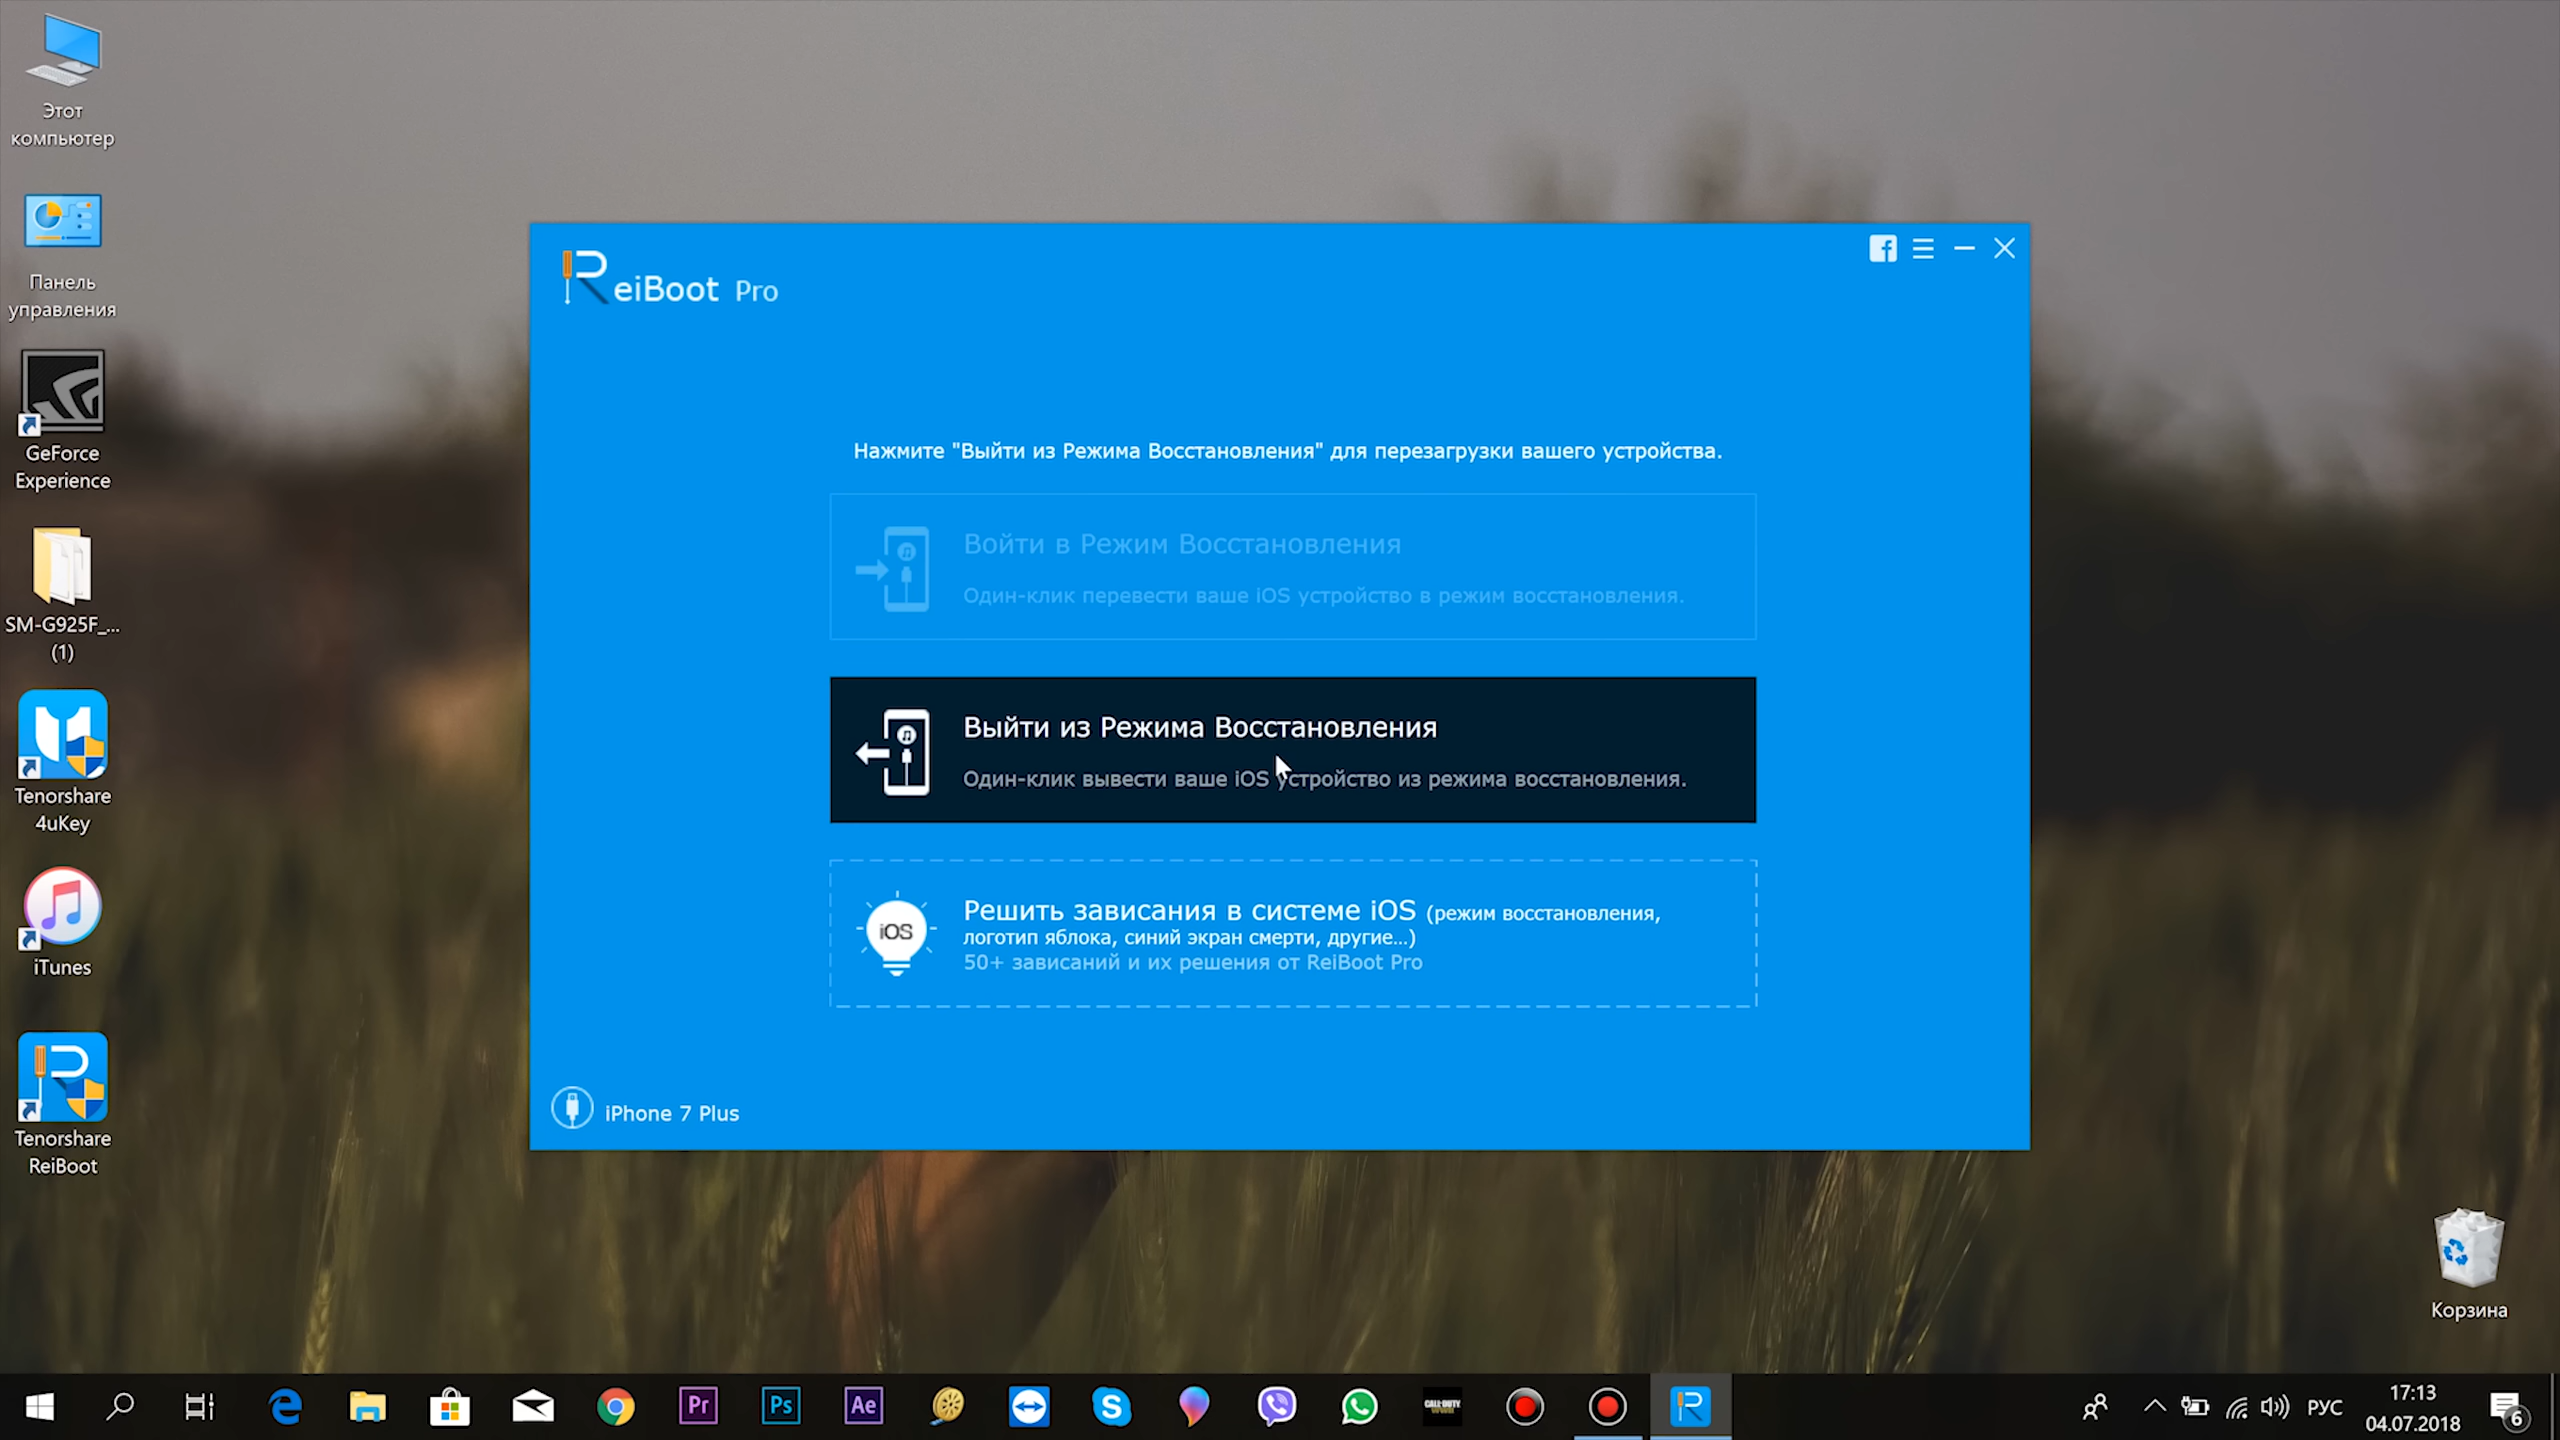 Этот
компьютер
Панель
управления
GeForce
Experience
SM-G925F_...
(1)
Tenorshare
4uKey
iTunes
Tenorshare
ReiBoot
ReiBoot Pro
Нажмите "Выйти из Режима Восстановления" для перезагрузки вашего устройства.
Войти в Режим Восстановления
Один-клик перевести ваше iOS устройство в режим восстановления.
Выйти из Режима Восстановления
Один-клик вывести ваше iOS устройство из режима восстановления.
iOS
Решить зависания в системе iOS (режим восстановления,
логотип яблока, синий экран смерти, другие...)
50+ зависаний и их решения от ReiBoot Pro
iPhone 7 Plus
Корзина
Pr
Ps
Ae
CALL OF DUTY
РУС
17:13
04.07.2018
6